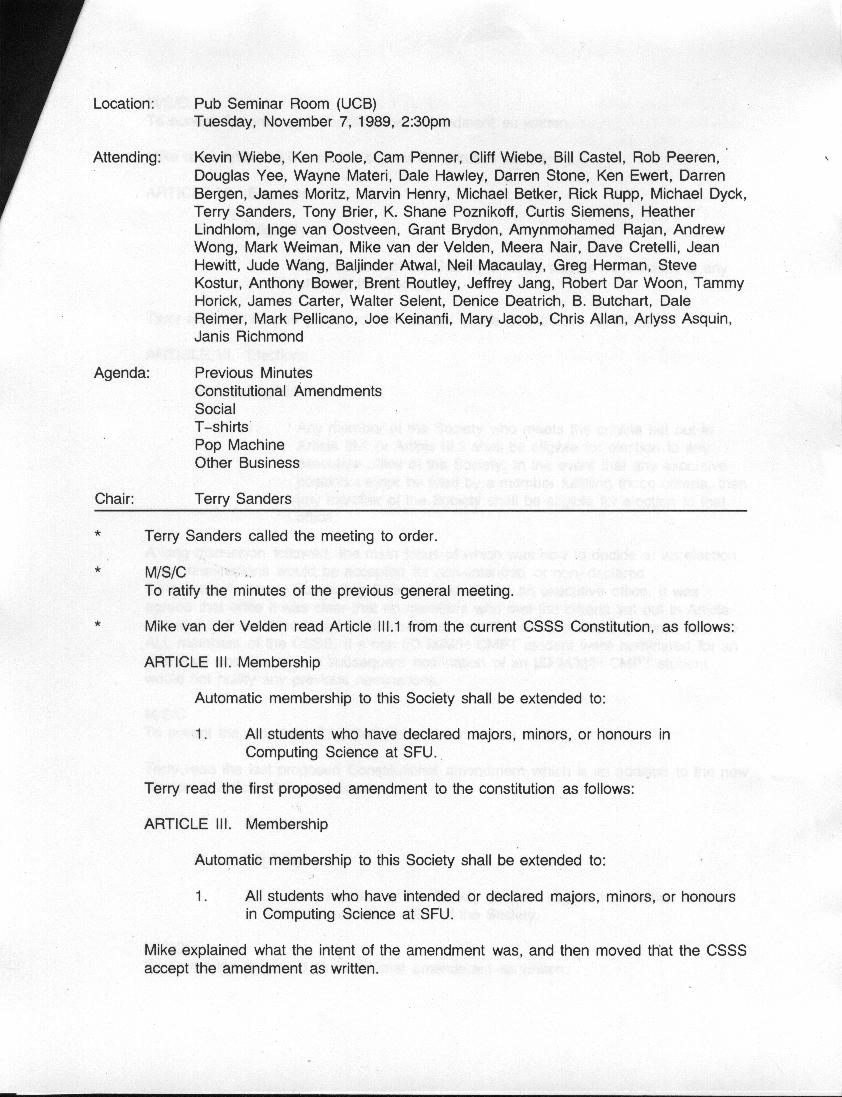 Location: Pub Seminar Room (UCB)
Tuesday, November 7, 1989, 2:30pm
Attending: Kevin Wiebe, Ken Poole, Cam Penner, Cliff Wiebe, Bill Castel, Rob Peeren,
Douglas Yee, Wayne Materi, Dale Hawley, Darren Stone, Ken Ewert, Darren
Bergen, James Moritz, Marvin Henry, Michael Betker, Rick Rupp, Michael Dyck,
Terry Sanders, Tony Brier, K. Shane Poznikoff, Curtis Siemens, Heather
Lindhlom, Inge van Oostveen, Grant Brydon, Amynmohamed Rajan, Andrew
Wong, Mark Weiman, Mike van der Velden, Meera Nair, Dave Cretelli, Jean
Hewitt, Jude Wang, Baljinder Atwal, Neil Macaulay, Greg Herman, Steve
Kostur, Anthony Bower, Brent Routley, Jeffrey Jang, Robert Dar Woon, Tammy
Horick, James Carter, Walter Selent, Denice Deatrich, B. Butchart, Dale
Reimer, Mark Pellicano, Joe Keinanfi, Mary Jacob, Chris Allan, Arlyss Asquin,
Janis Richmond
Agenda: Previous Minutes
Constitutional Amendments
Social
T-shirts
Pop Machine
Other Business
Chair: Terry Sanders
* Terry Sanders called the meeting to order.
* M/S/C
To ratify the minutes of the previous general meeting.
* Mike van der Velden read Article III.1 from the current CSSS Constitution, as follows:
ARTICLE III. Membership
Automatic membership to this Society shall be extended to:
1. All students who have declared majors, minors, or honours in
Computing Science at SFU.
Terry read the first proposed amendment to the constitution as follows:
ARTICLE III. Membership
Automatic membership to this Society shall be extended to:
1. All students who have intended or declared majors, minors, or honours
in Computing Science at SFU.
Mike explained what the intent of the amendment was, and then moved that the CSSS
accept the amendment as written.